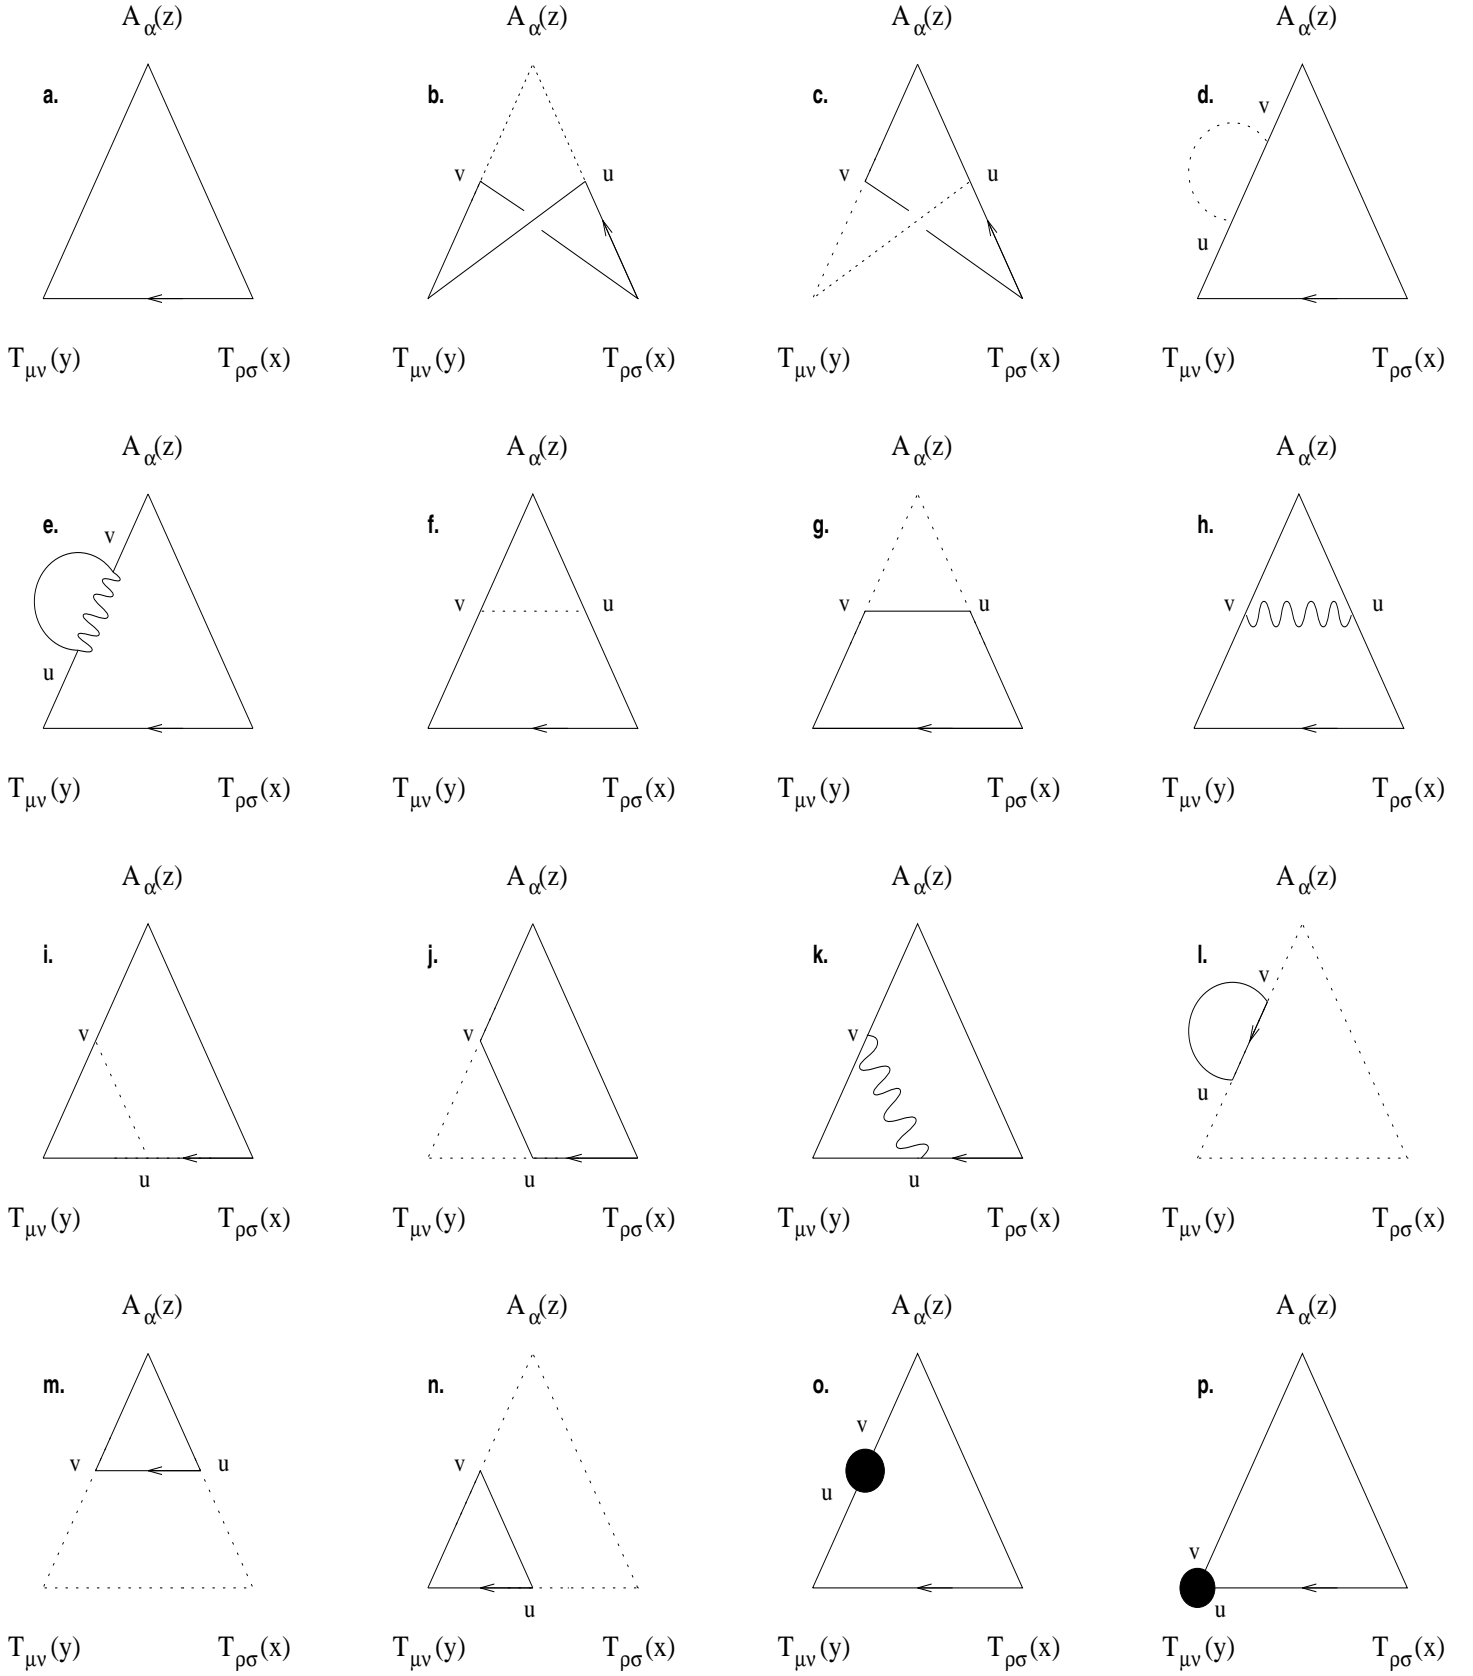 A_α(z) A_α(z) A_α(z) A_α(z)
a. b. c. d.
v
v u v u
u
T_μν(y) T_ρσ(x) T_μν(y) T_ρσ(x) T_μν(y) T_ρσ(x) T_μν(y) T_ρσ(x)
A_α(z) A_α(z) A_α(z) A_α(z)
e. f. g. h.
v
v u v u v u
u
T_μν(y) T_ρσ(x) T_μν(y) T_ρσ(x) T_μν(y) T_ρσ(x) T_μν(y) T_ρσ(x)
A_α(z) A_α(z) A_α(z) A_α(z)
i. j. k. l.
v
v v v
u
u u u
T_μν(y) T_ρσ(x) T_μν(y) T_ρσ(x) T_μν(y) T_ρσ(x) T_μν(y) T_ρσ(x)
A_α(z) A_α(z) A_α(z) A_α(z)
m. n. o. p.
v
v u v
u
v
u u
T_μν(y) T_ρσ(x) T_μν(y) T_ρσ(x) T_μν(y) T_ρσ(x) T_μν(y) T_ρσ(x)